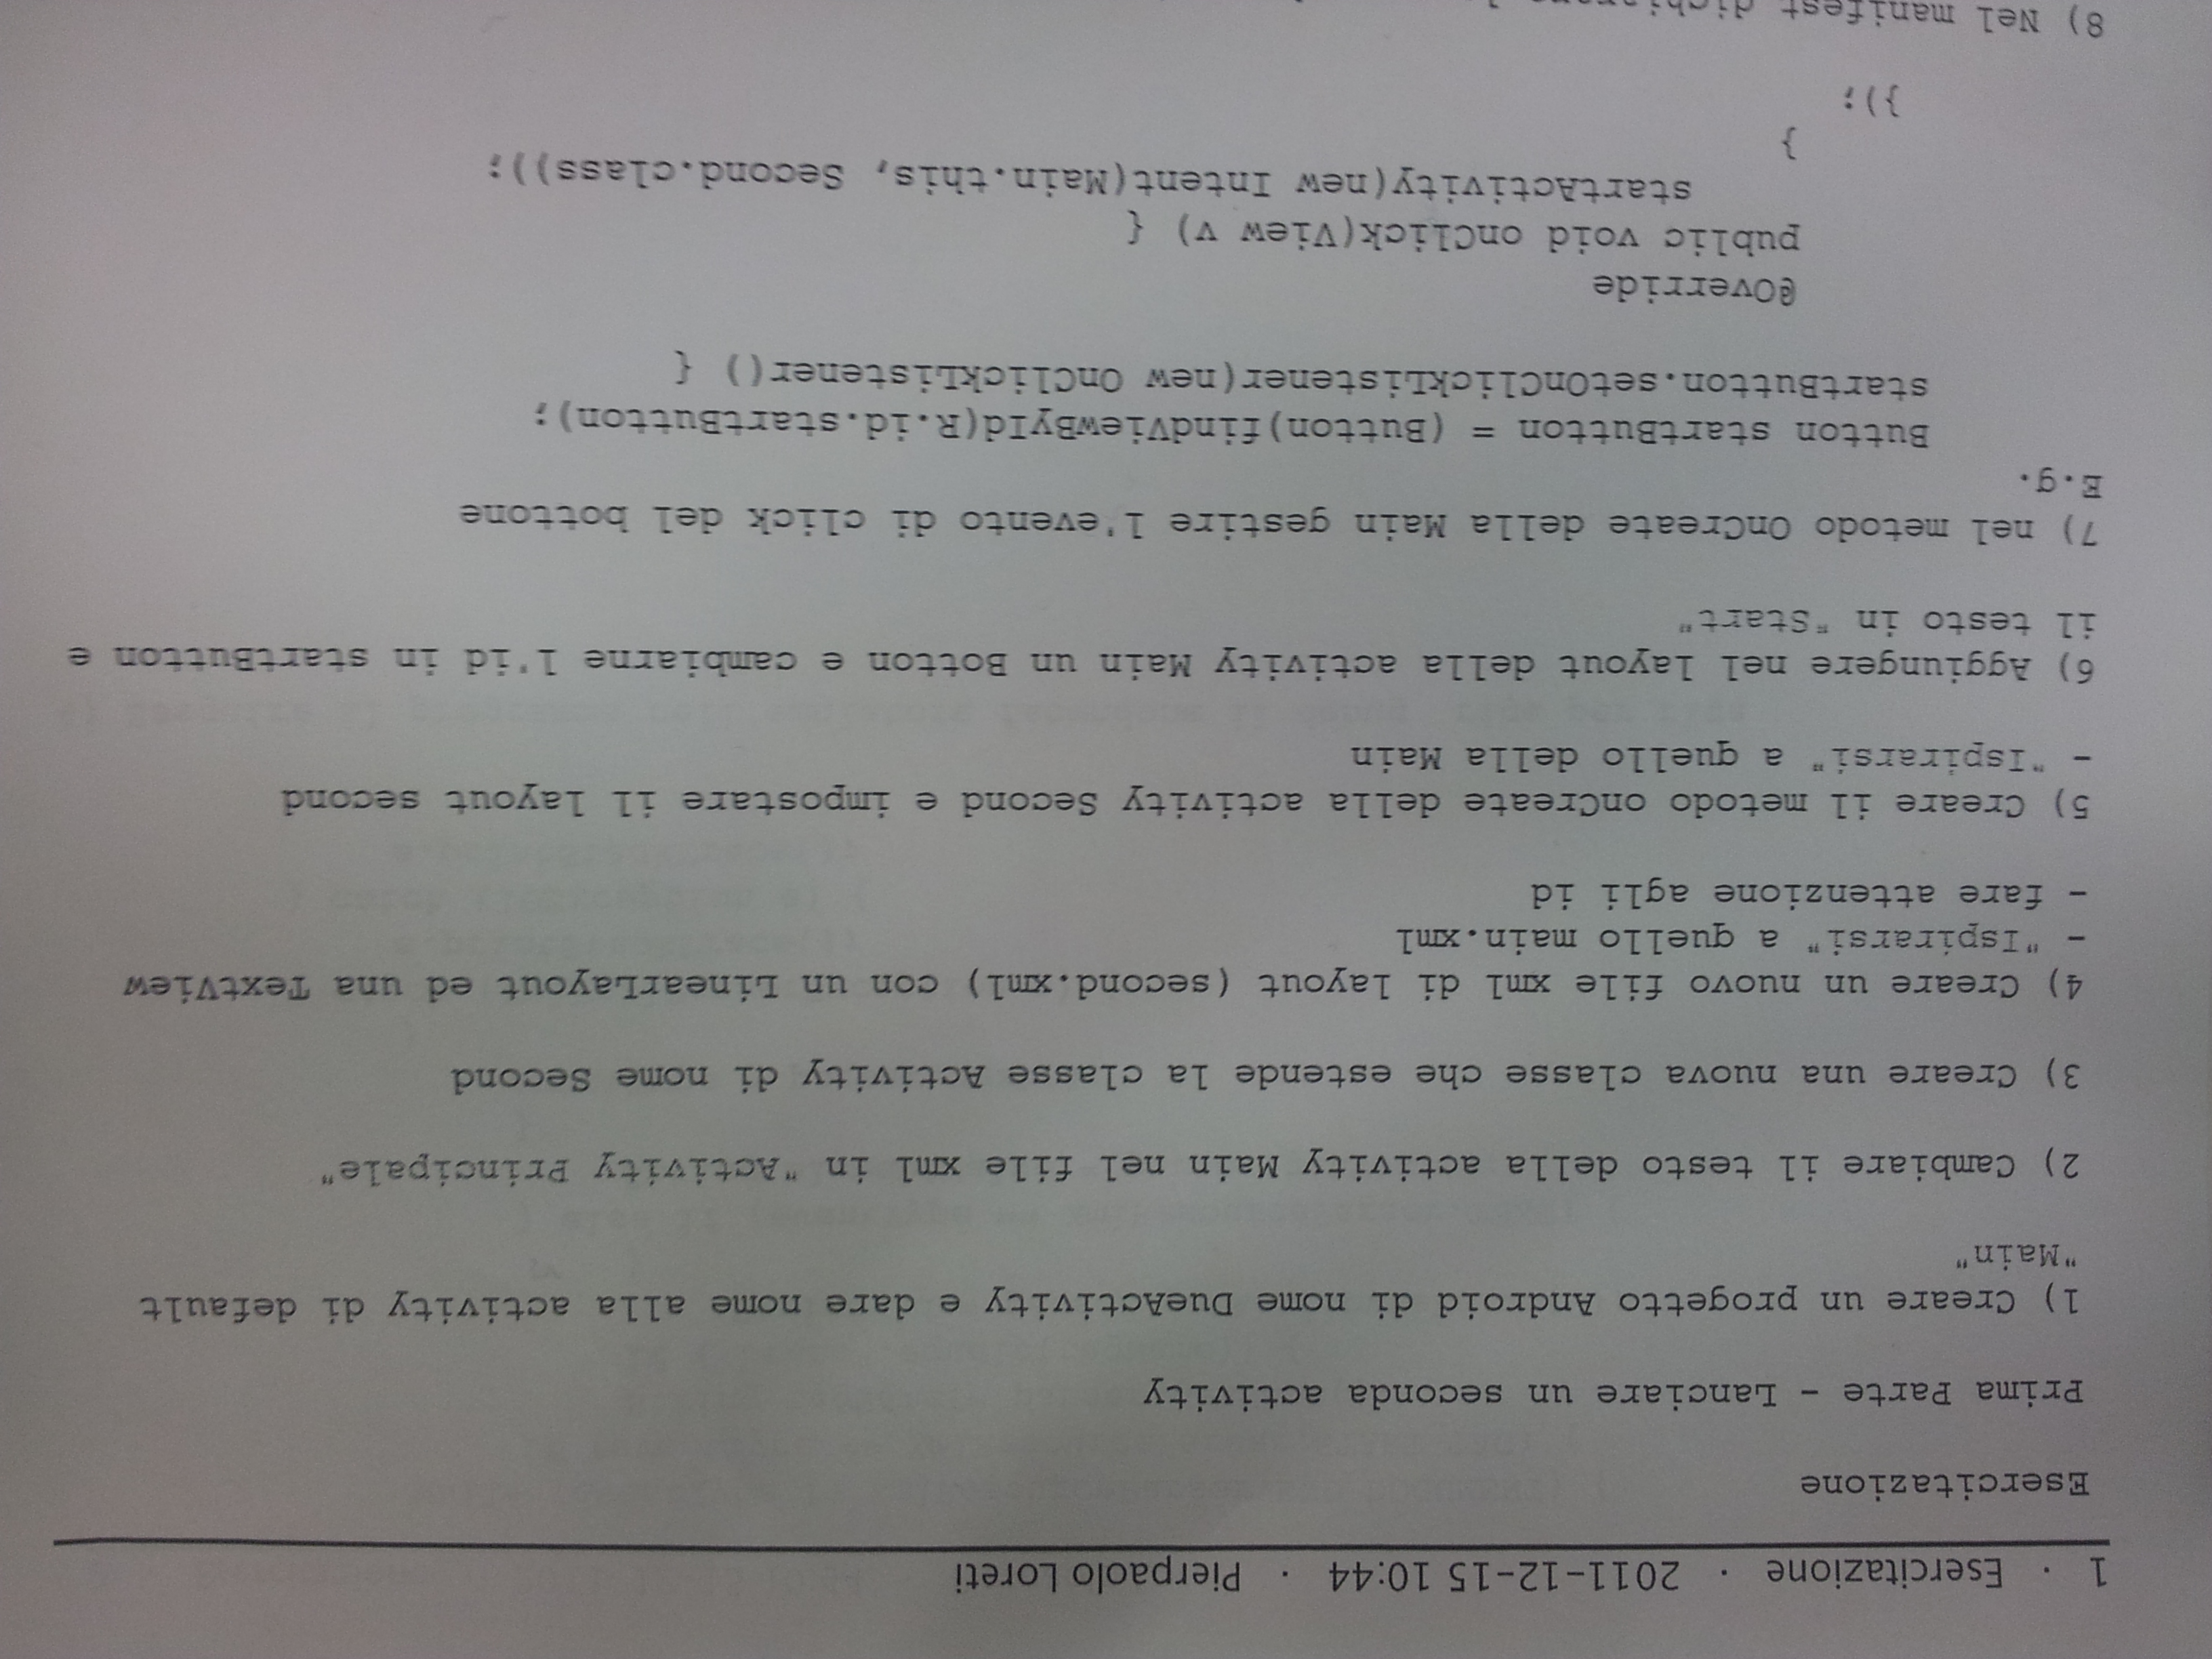 1 · Esercitazione · 2011-12-15 10:44 · Pierpaolo Loreti
Esercitazione
Prima Parte - Lanciare un seconda activity
1) Creare un progetto Android di nome DueActivity e dare nome alla activity di default
"Main"
2) Cambiare il testo della activity Main nel file xml in "Activity Principale"
3) Creare una nuova classe che estende la classe Activity di nome Second
4) Creare un nuovo file xml di layout (second.xml) con un LinearLayout ed una TextView
- "Ispirarsi" a quello main.xml
- fare attenzione agli id
5) Creare il metodo onCreate della activity Second e impostare il layout second
- "Ispirarsi" a quello della Main
6) Aggiungere nel layout della activity Main un Botton e cambiarne l'id in startButton e
il testo in "Start"
7) nel metodo OnCreate della Main gestire l'evento di click del bottone
E.g.
Button startButton = (Button)findViewById(R.id.startButton);
startButton.setOnClickListener(new OnClickListener() {
@Override
public void onClick(View v) {
startActivity(new Intent(Main.this, Second.class));
}
});
8) Nel manifest